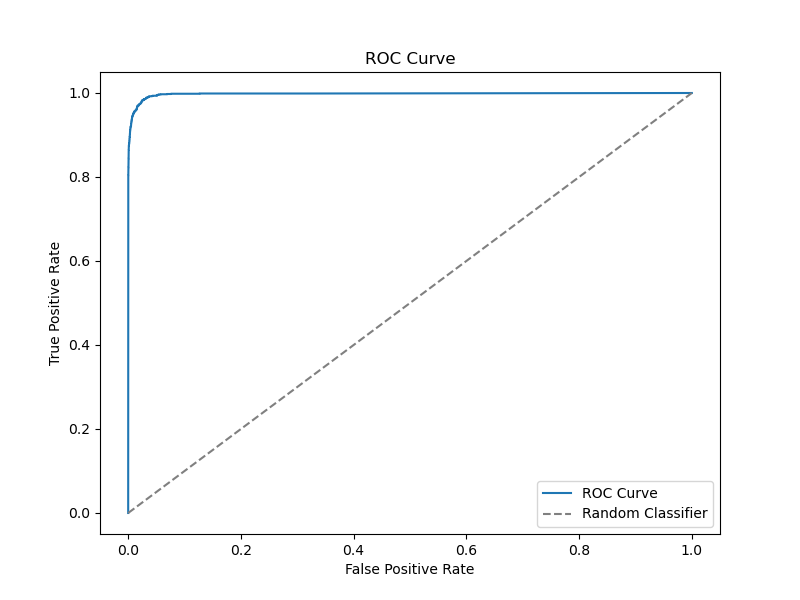 ROC Curve
1.0
0.8
0.6
0.4
0.2
0.0
True Positive Rate
ROC Curve
Random Classifier
0.0 0.2 0.4 0.6 0.8 1.0
False Positive Rate